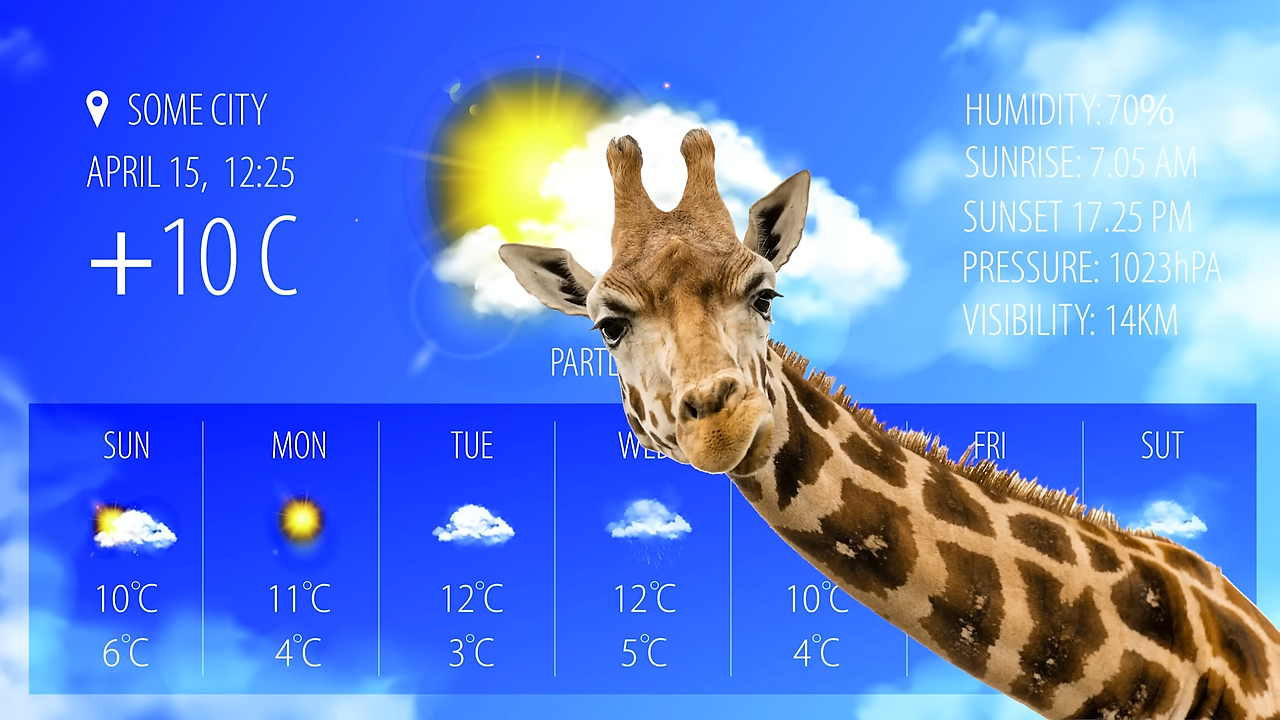 SOME CITY
APRIL 15, 12:25
+10 C
HUMIDITY: 70%
SUNRISE: 7.05 AM
SUNSET 17.25 PM
PRESSURE: 1023hPA
VISIBILITY: 14KM
SUN MON TUE FRI SUT
10°C 11°C 12°C 12°C 10°C
6°C 4°C 3°C 5°C 4°C